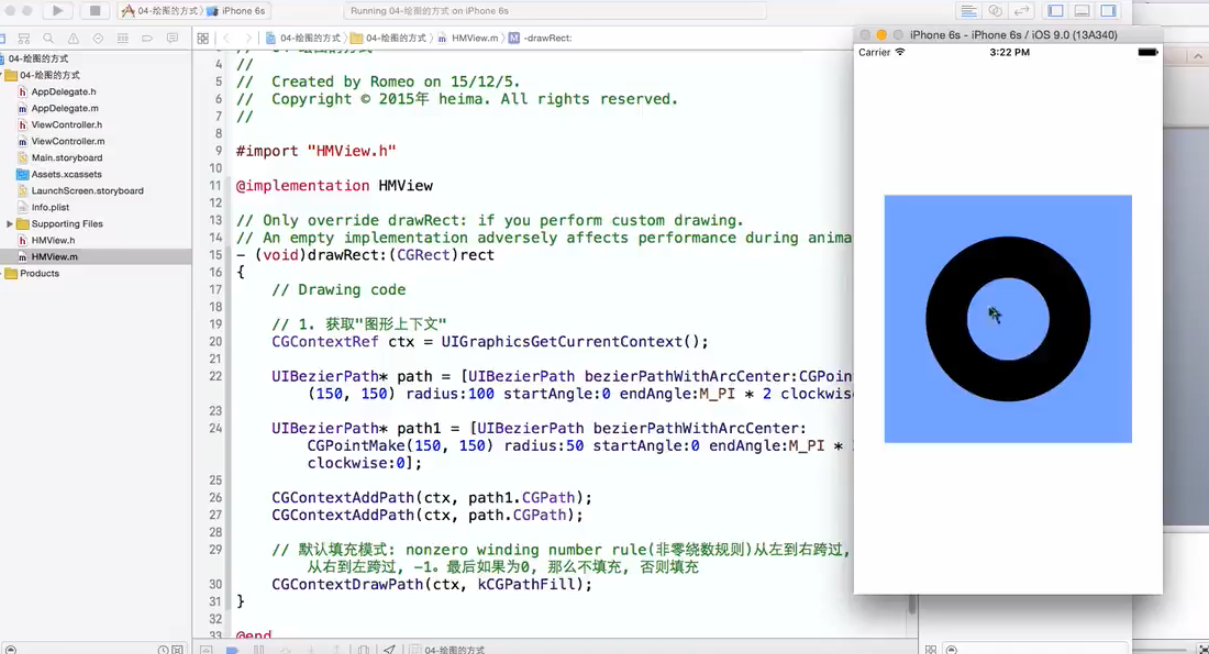 04-绘图的方式 〉 iPhone 6s
Running 04-绘图的方式 on iPhone 6s
04-绘图的方式 〉 04-绘图的方式 〉 HMView.m 〉 -drawRect:
04-绘图的方式
04-绘图的方式
AppDelegate.h
AppDelegate.m
ViewController.h
ViewController.m
Main.storyboard
Assets.xcassets
LaunchScreen.storyboard
Info.plist
Supporting Files
HMView.h
HMView.m
Products
4 //
5 // Created by Romeo on 15/12/5.
6 // Copyright © 2015年 heima. All rights reserved.
7 //
8
9 #import "HMView.h"
10
11 @implementation HMView
12
13 // Only override drawRect: if you perform custom drawing.
14 // An empty implementation adversely affects performance during anima
15 - (void)drawRect:(CGRect)rect
16 {
17 // Drawing code
18
19 // 1. 获取"图形上下文"
20 CGContextRef ctx = UIGraphicsGetCurrentContext();
21
22 UIBezierPath* path = [UIBezierPath bezierPathWithArcCenter:CGPoin
(150, 150) radius:100 startAngle:0 endAngle:M_PI * 2 clockwis
23
24 UIBezierPath* path1 = [UIBezierPath bezierPathWithArcCenter:
CGPointMake(150, 150) radius:50 startAngle:0 endAngle:M_PI *
clockwise:0];
25
26 CGContextAddPath(ctx, path1.CGPath);
27 CGContextAddPath(ctx, path.CGPath);
28
29 // 默认填充模式: nonzero winding number rule(非零绕数规则)从左到右跨过,
从右到左跨过, -1。最后如果为0, 那么不填充, 否则填充
30 CGContextDrawPath(ctx, kCGPathFill);
31 }
32
33 @end
04-绘图的方式
iPhone 6s - iPhone 6s / iOS 9.0 (13A340)
Carrier 3:22 PM